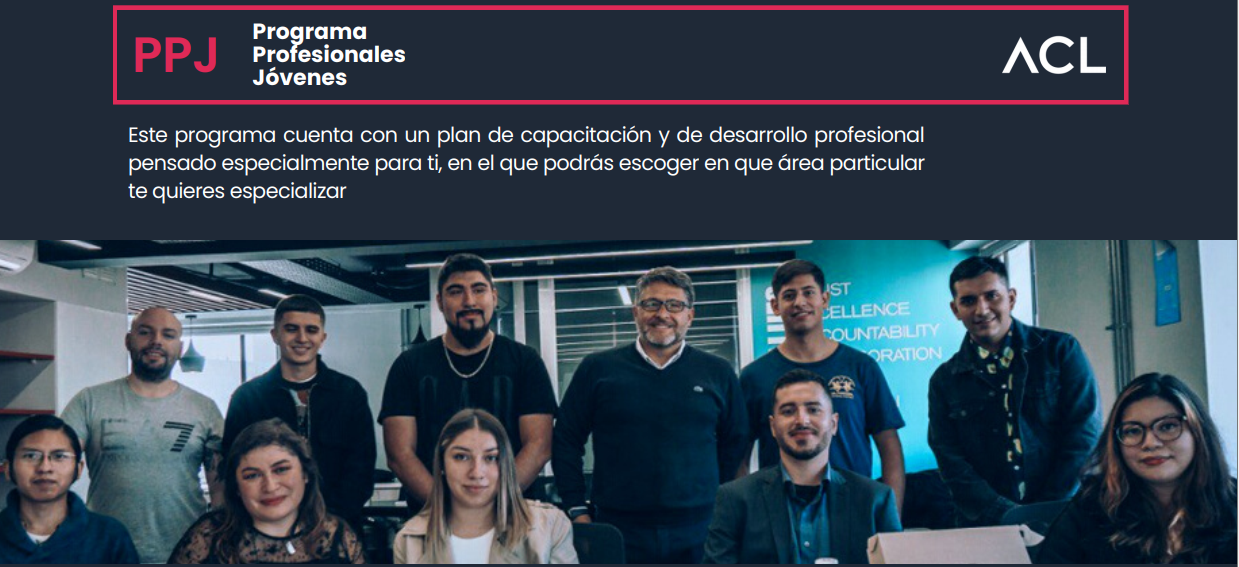 PPJ
Programa
Profesionales
Jóvenes
ACL
Este programa cuenta con un plan de capacitación y de desarrollo profesional
pensado especialmente para ti, en el que podrás escoger en que área particular
te quieres especializar
UST
CELLENCE
COUNTABILITY
ORATION
7